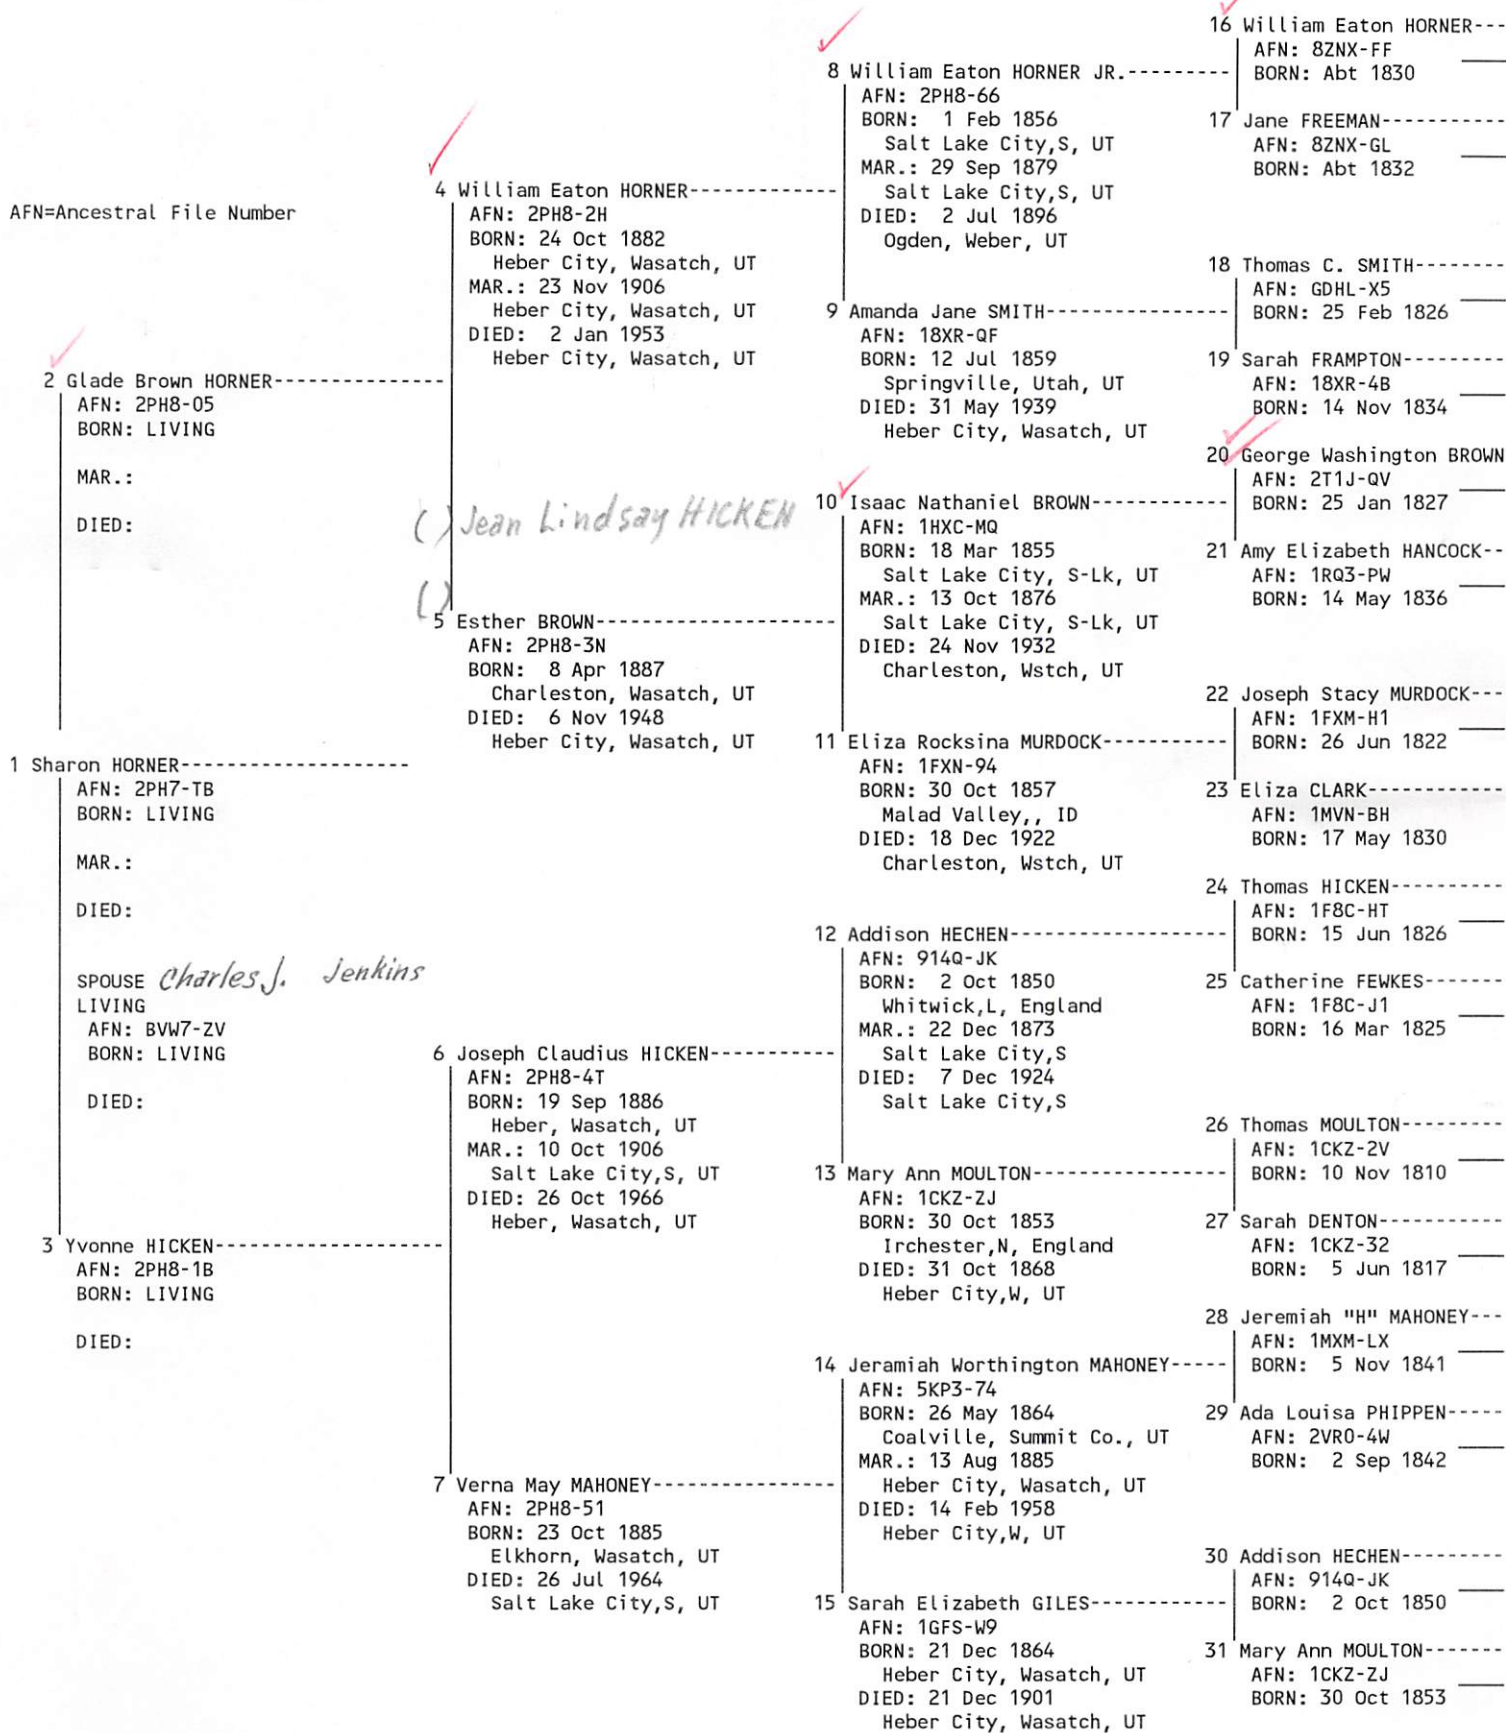 16 William Eaton HORNER---
AFN: 8ZNX-FF
BORN: Abt 1830
8 William Eaton HORNER JR.---------
AFN: 2PH8-66
BORN: 1 Feb 1856
Salt Lake City,S, UT
MAR.: 29 Sep 1879
Salt Lake City,S, UT
DIED: 2 Jul 1896
Ogden, Weber, UT
17 Jane FREEMAN-----------
AFN: 8ZNX-GL
BORN: Abt 1832
4 William Eaton HORNER-------------
AFN: 2PH8-2H
BORN: 24 Oct 1882
Heber City, Wasatch, UT
MAR.: 23 Nov 1906
Heber City, Wasatch, UT
DIED: 2 Jan 1953
Heber City, Wasatch, UT
AFN=Ancestral File Number
18 Thomas C. SMITH--------
AFN: GDHL-X5
BORN: 25 Feb 1826
9 Amanda Jane SMITH----------------
AFN: 18XR-QF
BORN: 12 Jul 1859
Springville, Utah, UT
DIED: 31 May 1939
Heber City, Wasatch, UT
19 Sarah FRAMPTON---------
AFN: 18XR-4B
BORN: 14 Nov 1834
2 Glade Brown HORNER---------------
AFN: 2PH8-05
BORN: LIVING
MAR.:
DIED:
20 George Washington BROWN
AFN: 2T1J-QV
BORN: 25 Jan 1827
10 Isaac Nathaniel BROWN------------
AFN: 1HXC-MQ
BORN: 18 Mar 1855
Salt Lake City, S-Lk, UT
MAR.: 13 Oct 1876
Salt Lake City, S-Lk, UT
DIED: 24 Nov 1932
Charleston, Wstch, UT
( ) Jean Lindsay HICKEN
( )
21 Amy Elizabeth HANCOCK--
AFN: 1RQ3-PW
BORN: 14 May 1836
5 Esther BROWN---------------------
AFN: 2PH8-3N
BORN: 8 Apr 1887
Charleston, Wasatch, UT
DIED: 6 Nov 1948
Heber City, Wasatch, UT
22 Joseph Stacy MURDOCK---
AFN: 1FXM-H1
BORN: 26 Jun 1822
11 Eliza Rocksina MURDOCK-----------
AFN: 1FXN-94
BORN: 30 Oct 1857
Malad Valley,, ID
DIED: 18 Dec 1922
Charleston, Wstch, UT
23 Eliza CLARK------------
AFN: 1MVN-BH
BORN: 17 May 1830
1 Sharon HORNER--------------------
AFN: 2PH7-TB
BORN: LIVING
MAR.:
DIED:
SPOUSE Charles J. Jenkins
LIVING
AFN: BVW7-ZV
BORN: LIVING
DIED:
24 Thomas HICKEN----------
AFN: 1F8C-HT
BORN: 15 Jun 1826
12 Addison HECHEN-------------------
AFN: 914Q-JK
BORN: 2 Oct 1850
Whitwick,L, England
MAR.: 22 Dec 1873
Salt Lake City,S
DIED: 7 Dec 1924
Salt Lake City,S
25 Catherine FEWKES-------
AFN: 1F8C-J1
BORN: 16 Mar 1825
6 Joseph Claudius HICKEN-----------
AFN: 2PH8-4T
BORN: 19 Sep 1886
Heber, Wasatch, UT
MAR.: 10 Oct 1906
Salt Lake City,S, UT
DIED: 26 Oct 1966
Heber, Wasatch, UT
26 Thomas MOULTON---------
AFN: 1CKZ-2V
BORN: 10 Nov 1810
13 Mary Ann MOULTON-----------------
AFN: 1CKZ-ZJ
BORN: 30 Oct 1853
Irchester,N, England
DIED: 31 Oct 1868
Heber City,W, UT
27 Sarah DENTON-----------
AFN: 1CKZ-32
BORN: 5 Jun 1817
3 Yvonne HICKEN--------------------
AFN: 2PH8-1B
BORN: LIVING
DIED:
28 Jeremiah "H" MAHONEY---
AFN: 1MXM-LX
BORN: 5 Nov 1841
14 Jeramiah Worthington MAHONEY-----
AFN: 5KP3-74
BORN: 26 May 1864
Coalville, Summit Co., UT
MAR.: 13 Aug 1885
Heber City, Wasatch, UT
DIED: 14 Feb 1958
Heber City,W, UT
29 Ada Louisa PHIPPEN-----
AFN: 2VR0-4W
BORN: 2 Sep 1842
7 Verna May MAHONEY----------------
AFN: 2PH8-51
BORN: 23 Oct 1885
Elkhorn, Wasatch, UT
DIED: 26 Jul 1964
Salt Lake City,S, UT
30 Addison HECHEN---------
AFN: 914Q-JK
BORN: 2 Oct 1850
15 Sarah Elizabeth GILES------------
AFN: 1GFS-W9
BORN: 21 Dec 1864
Heber City, Wasatch, UT
DIED: 21 Dec 1901
Heber City, Wasatch, UT
31 Mary Ann MOULTON-------
AFN: 1CKZ-ZJ
BORN: 30 Oct 1853